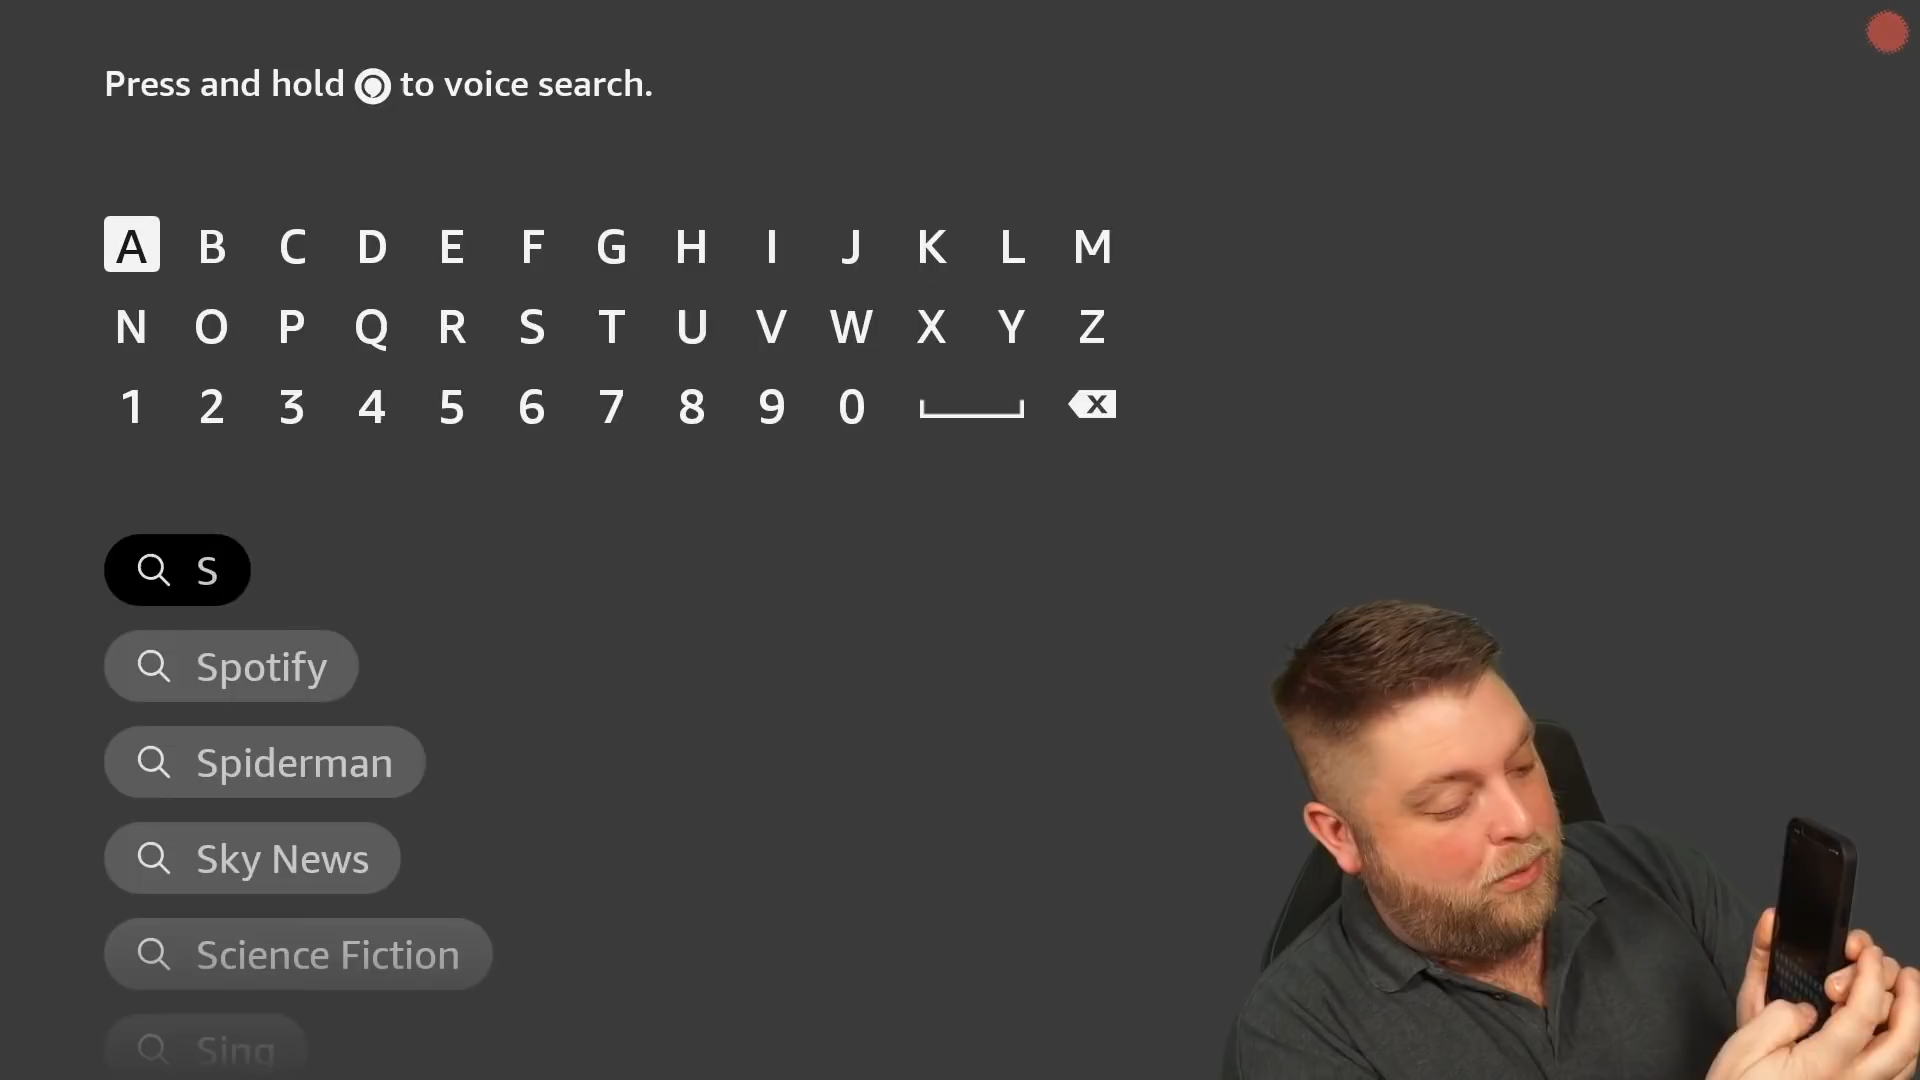 Press and hold to voice search.
A B C D E F G H I J K L M
N O P Q R S T U V W X Y Z
1 2 3 4 5 6 7 8 9 0
S
Spotify
Spiderman
Sky News
Science Fiction
Sing